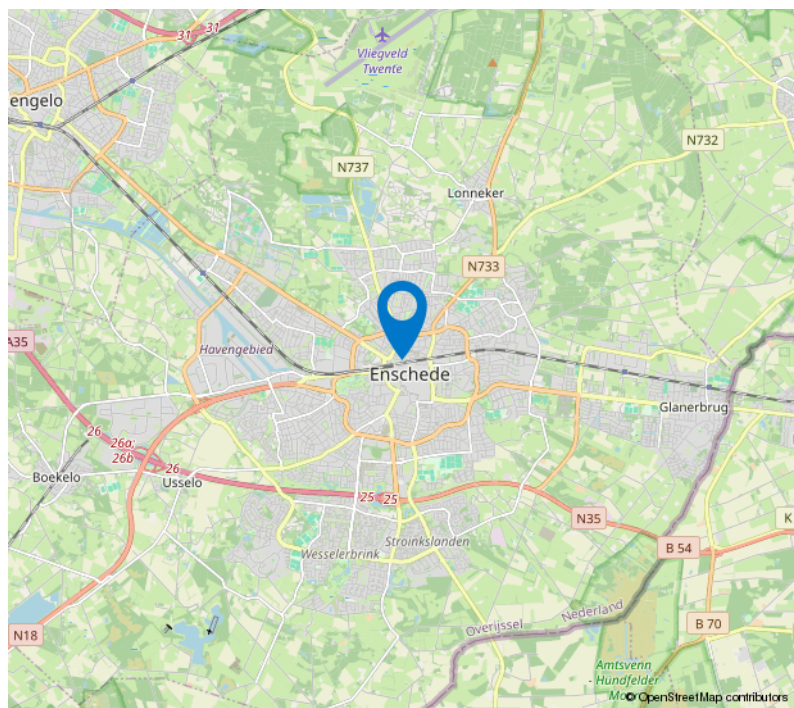 31
31
Vliegveld
Twente
engelo
N732
N737
Lonneker
N733
A35
Havengebied
Enschede
Glanerbrug
26
26a;
26b
26
Boekelo
Usselo
25
25
N35
K
Wesselerbrink
Stroinkslanden
B 54
N18
Overijssel
Nederland
B 70
Amtsvenn
- Hundfelder
Moor
© OpenStreetMap contributors